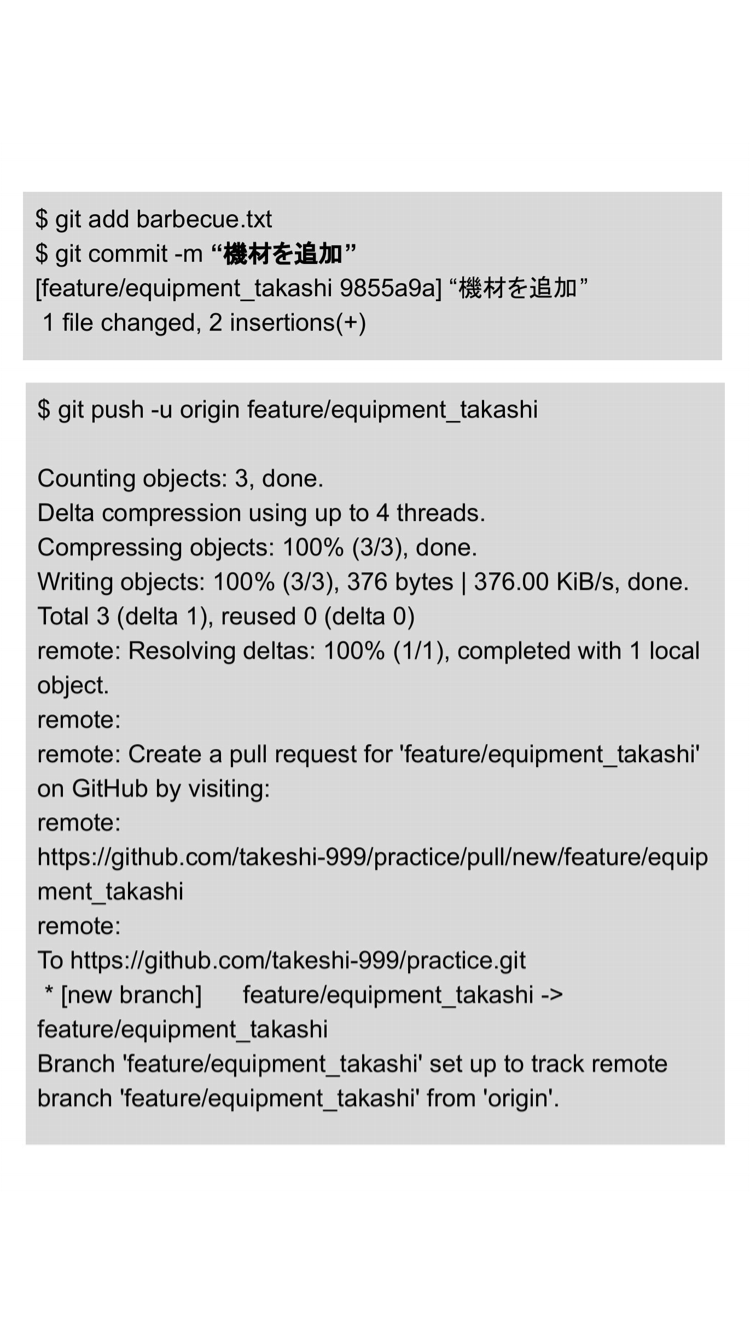 $ git add barbecue.txt
$ git commit -m “機材を追加”
[feature/equipment_takashi 9855a9a] “機材を追加”
1 file changed, 2 insertions(+)
$ git push -u origin feature/equipment_takashi
Counting objects: 3, done.
Delta compression using up to 4 threads.
Compressing objects: 100% (3/3), done.
Writing objects: 100% (3/3), 376 bytes | 376.00 KiB/s, done.
Total 3 (delta 1), reused 0 (delta 0)
remote: Resolving deltas: 100% (1/1), completed with 1 local
object.
remote:
remote: Create a pull request for 'feature/equipment_takashi'
on GitHub by visiting:
remote:
https://github.com/takeshi-999/practice/pull/new/feature/equip
ment_takashi
remote:
To https://github.com/takeshi-999/practice.git
* [new branch] feature/equipment_takashi ->
feature/equipment_takashi
Branch 'feature/equipment_takashi' set up to track remote
branch 'feature/equipment_takashi' from 'origin'.